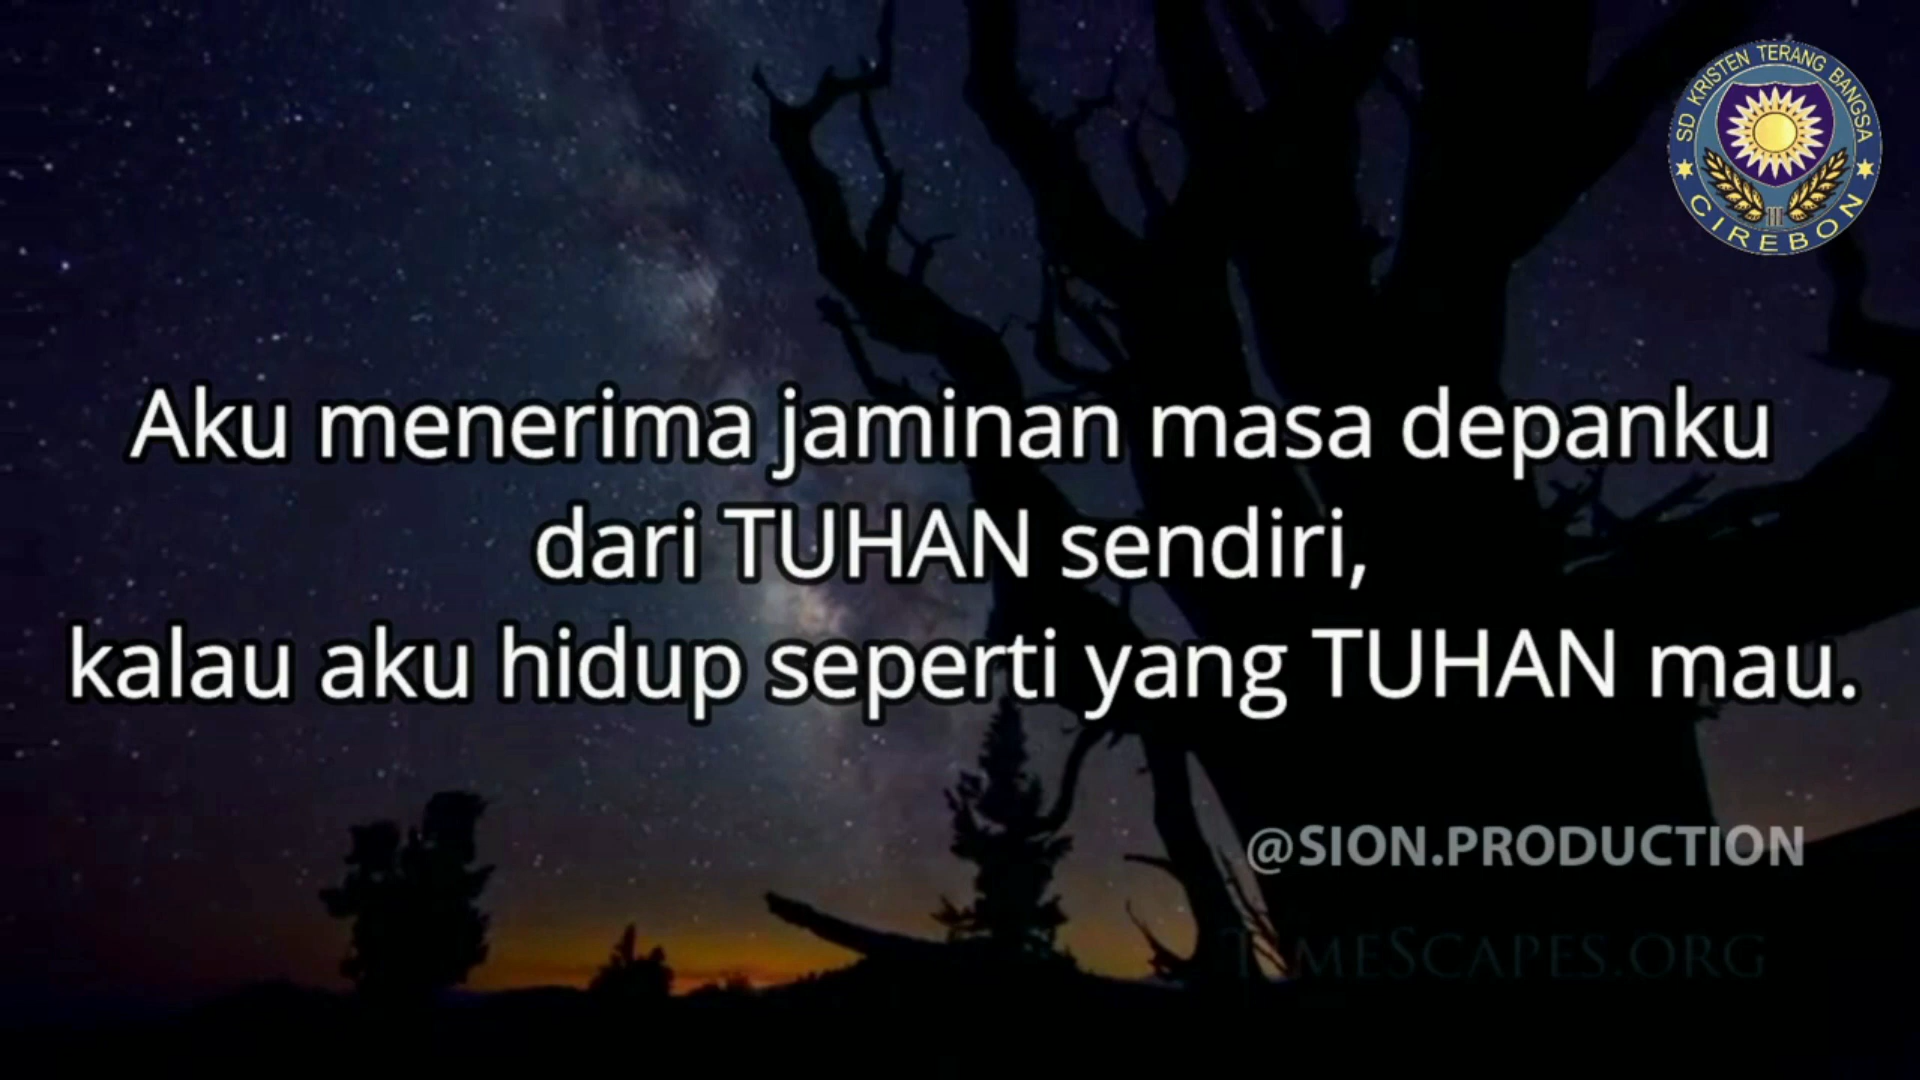 SD KRISTEN TERANG BANGSA
CIREBON
Aku menerima jaminan masa depanku
dari TUHAN sendiri,
kalau aku hidup seperti yang TUHAN mau.
@SION.PRODUCTION
TIMESCAPES.ORG